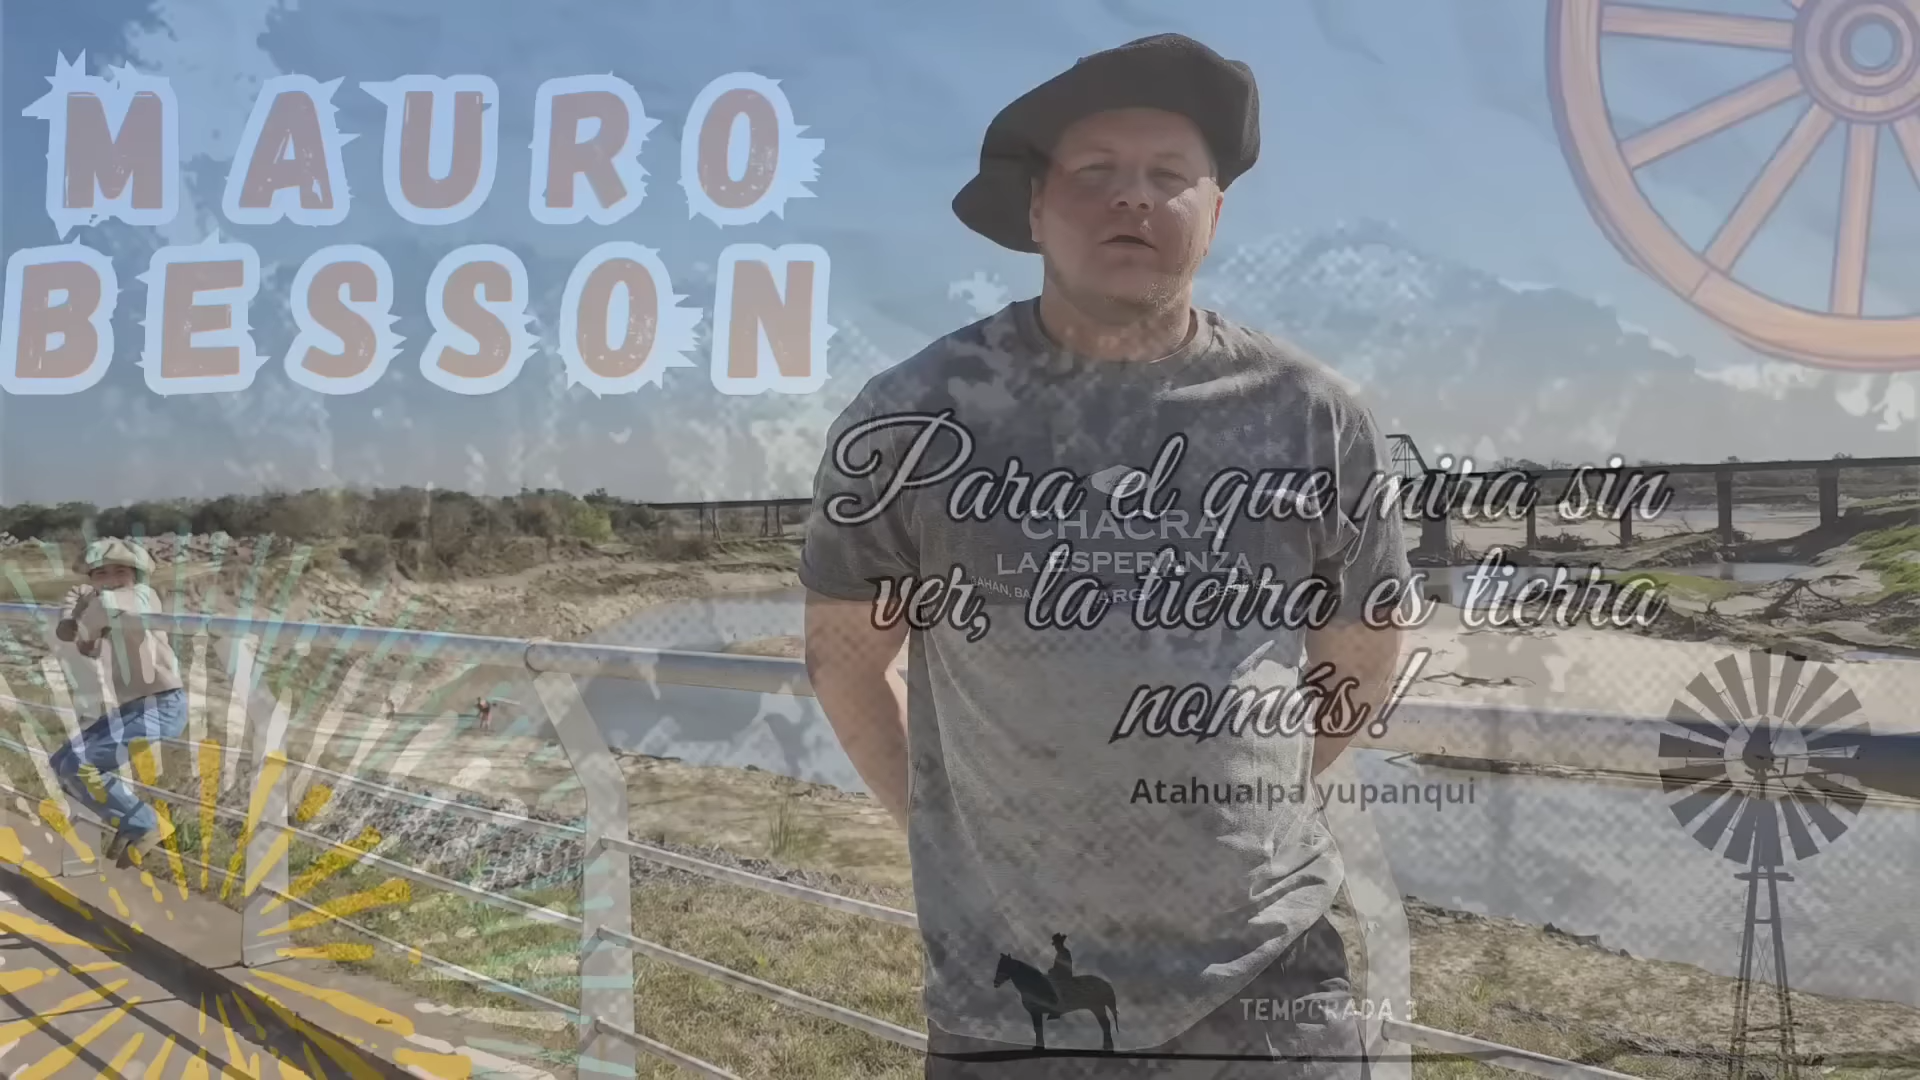 MAURO
BESSON
Para el que mira sin
ver, la tierra es tierra
nomás!
Atahualpa yupanqui
CHACRA
LA ESPERANZA
TEMPORADA 3